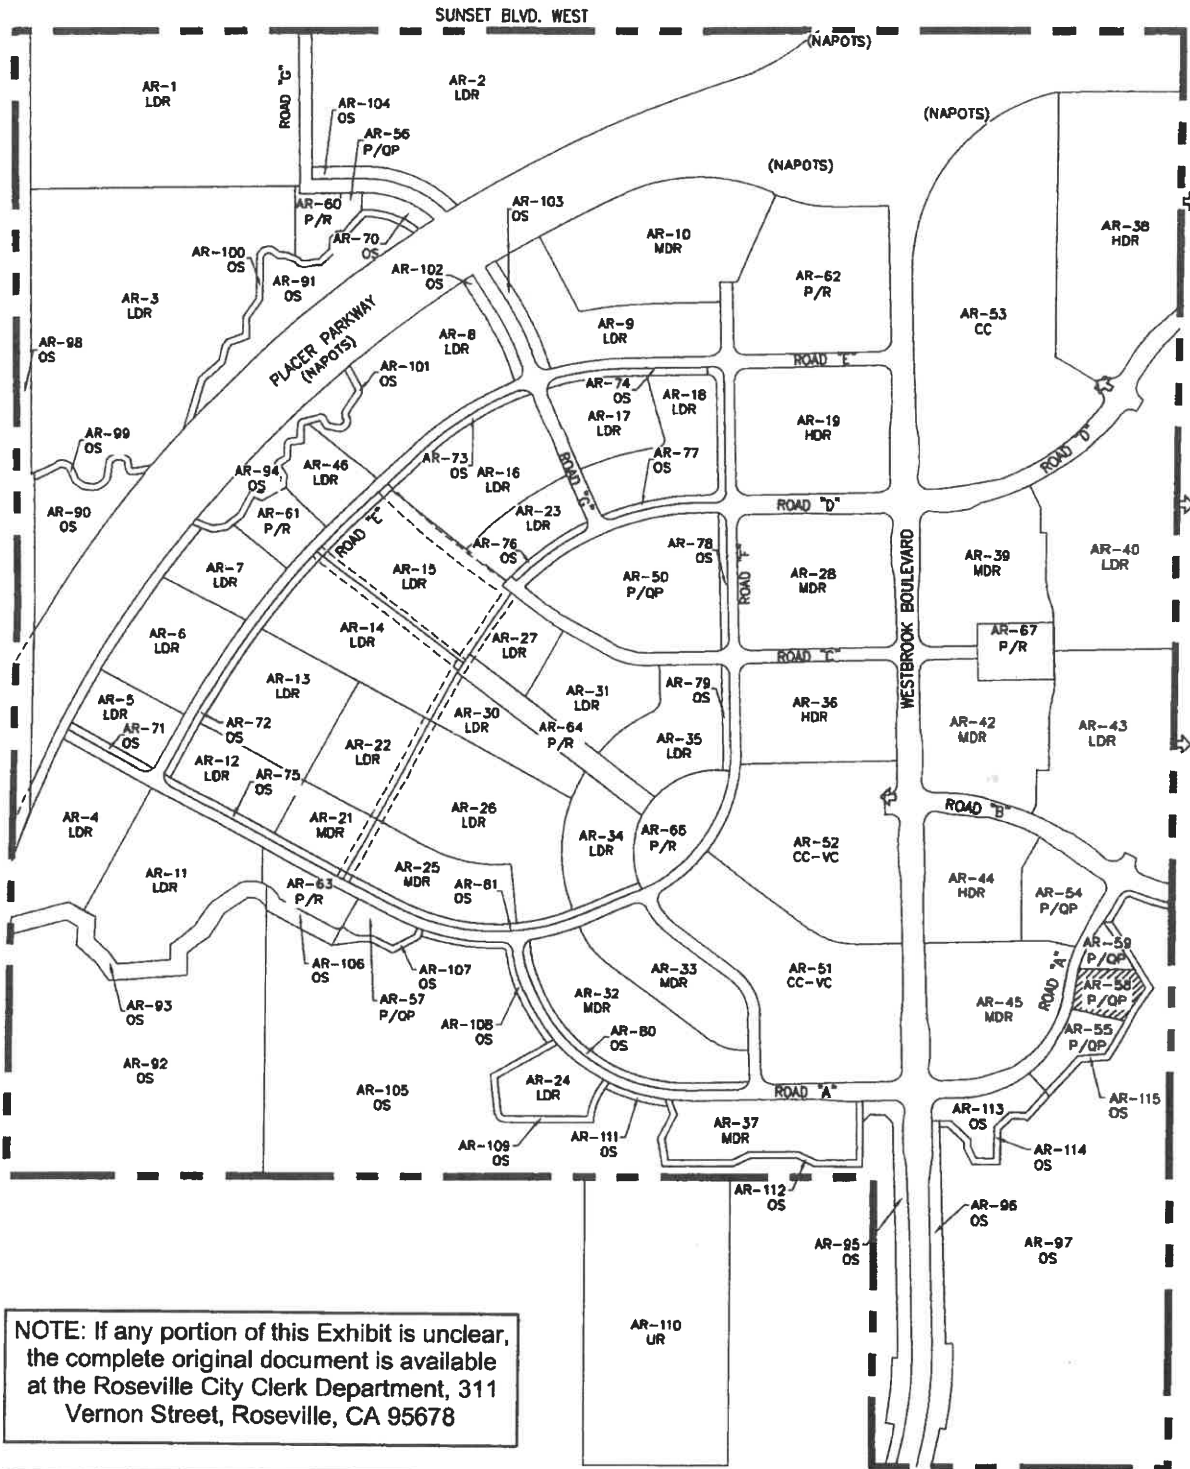 SUNSET BLVD. WEST
(NAPOTS)
AR-1
LDR
ROAD "G"
AR-2
LDR
AR-104
OS
AR-56
P/QP
(NAPOTS)
(NAPOTS)
AR-60
P/R
AR-103
OS
AR-70
OS
AR-10
MDR
AR-38
HDR
AR-100
OS
AR-91
OS
AR-102
OS
AR-62
P/R
AR-3
LDR
AR-53
CC
AR-98
OS
PLACER PARKWAY
(NAPOTS)
AR-8
LDR
AR-9
LDR
ROAD "E"
AR-101
OS
AR-74
OS
AR-18
LDR
AR-17
LDR
AR-19
HDR
AR-99
OS
AR-94
OS
AR-46
LDR
AR-73
OS
AR-16
LDR
ROAD "G"
AR-77
OS
ROAD "D"
AR-90
OS
AR-61
P/R
ROAD "E"
AR-23
LDR
ROAD "D"
AR-7
LDR
AR-15
LDR
AR-76
OS
AR-50
P/QP
AR-78
OS
ROAD "F"
AR-28
MDR
WESTBROOK BOULEVARD
AR-39
MDR
AR-40
LDR
AR-6
LDR
AR-14
LDR
AR-27
LDR
ROAD "C"
AR-67
P/R
AR-5
LDR
AR-71
OS
AR-13
LDR
AR-72
OS
AR-31
LDR
AR-79
OS
AR-36
HDR
AR-30
LDR
AR-64
P/R
AR-35
LDR
AR-42
MDR
AR-43
LDR
AR-12
LDR
AR-75
OS
AR-22
LDR
AR-4
LDR
AR-21
MDR
AR-26
LDR
AR-34
LDR
AR-66
P/R
AR-52
CC-VC
ROAD "B"
AR-11
LDR
AR-63
P/R
AR-25
MDR
AR-81
OS
AR-44
HDR
AR-54
P/QP
AR-93
OS
AR-106
OS
AR-57
P/QP
AR-107
OS
AR-33
MDR
AR-51
CC-VC
AR-32
MDR
AR-45
MDR
ROAD "A"
AR-59
P/QP
AR-58
P/QP
AR-55
P/QP
AR-108
OS
AR-80
OS
AR-92
OS
AR-105
OS
AR-24
LDR
ROAD "A"
AR-109
OS
AR-111
OS
AR-37
MDR
AR-113
OS
AR-115
OS
AR-114
OS
AR-112
OS
AR-95
OS
AR-96
OS
AR-97
OS
AR-110
UR
NOTE: If any portion of this Exhibit is unclear,
the complete original document is available
at the Roseville City Clerk Department, 311
Vernon Street, Roseville, CA 95678